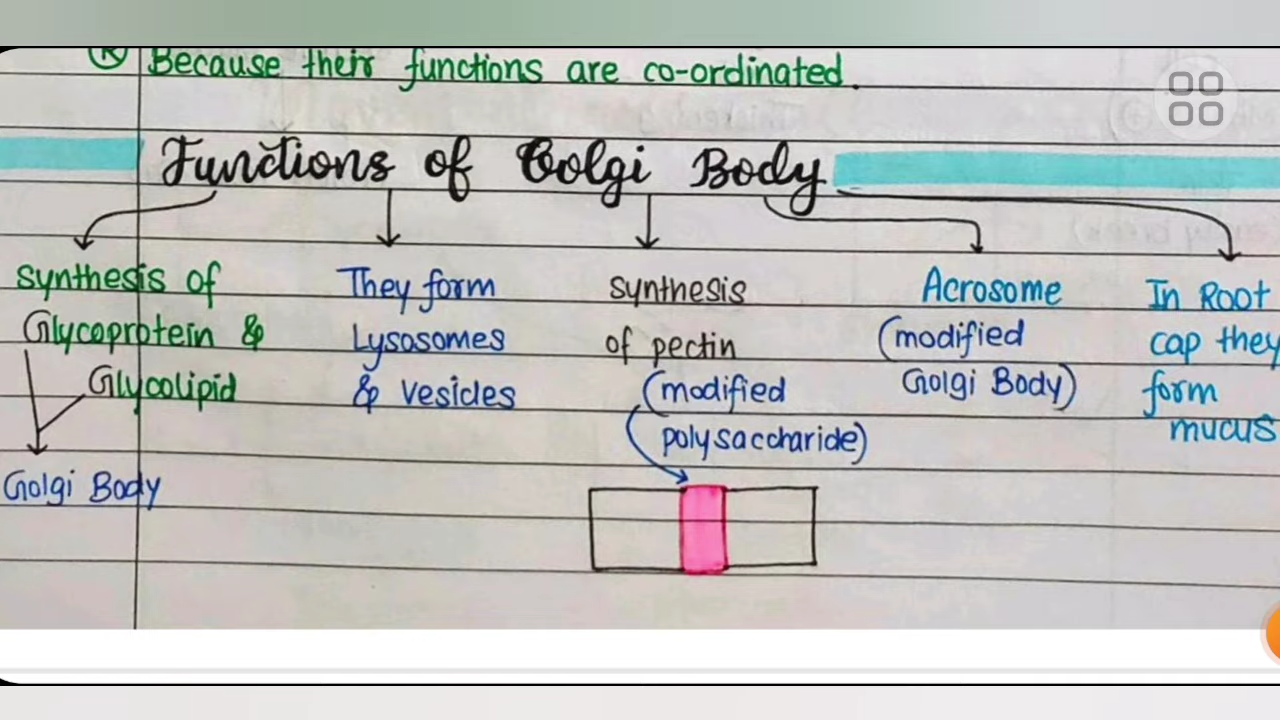 Ⓡ Because their functions are co-ordinated.
Functions of Golgi Body
synthesis of
Glycoprotein &
Glycolipid
Golgi Body
They form
Lysosomes
& vesicles
synthesis
of pectin
(modified
polysaccharide)
Acrosome
(modified
Golgi Body)
In Root
cap they
form
mucus